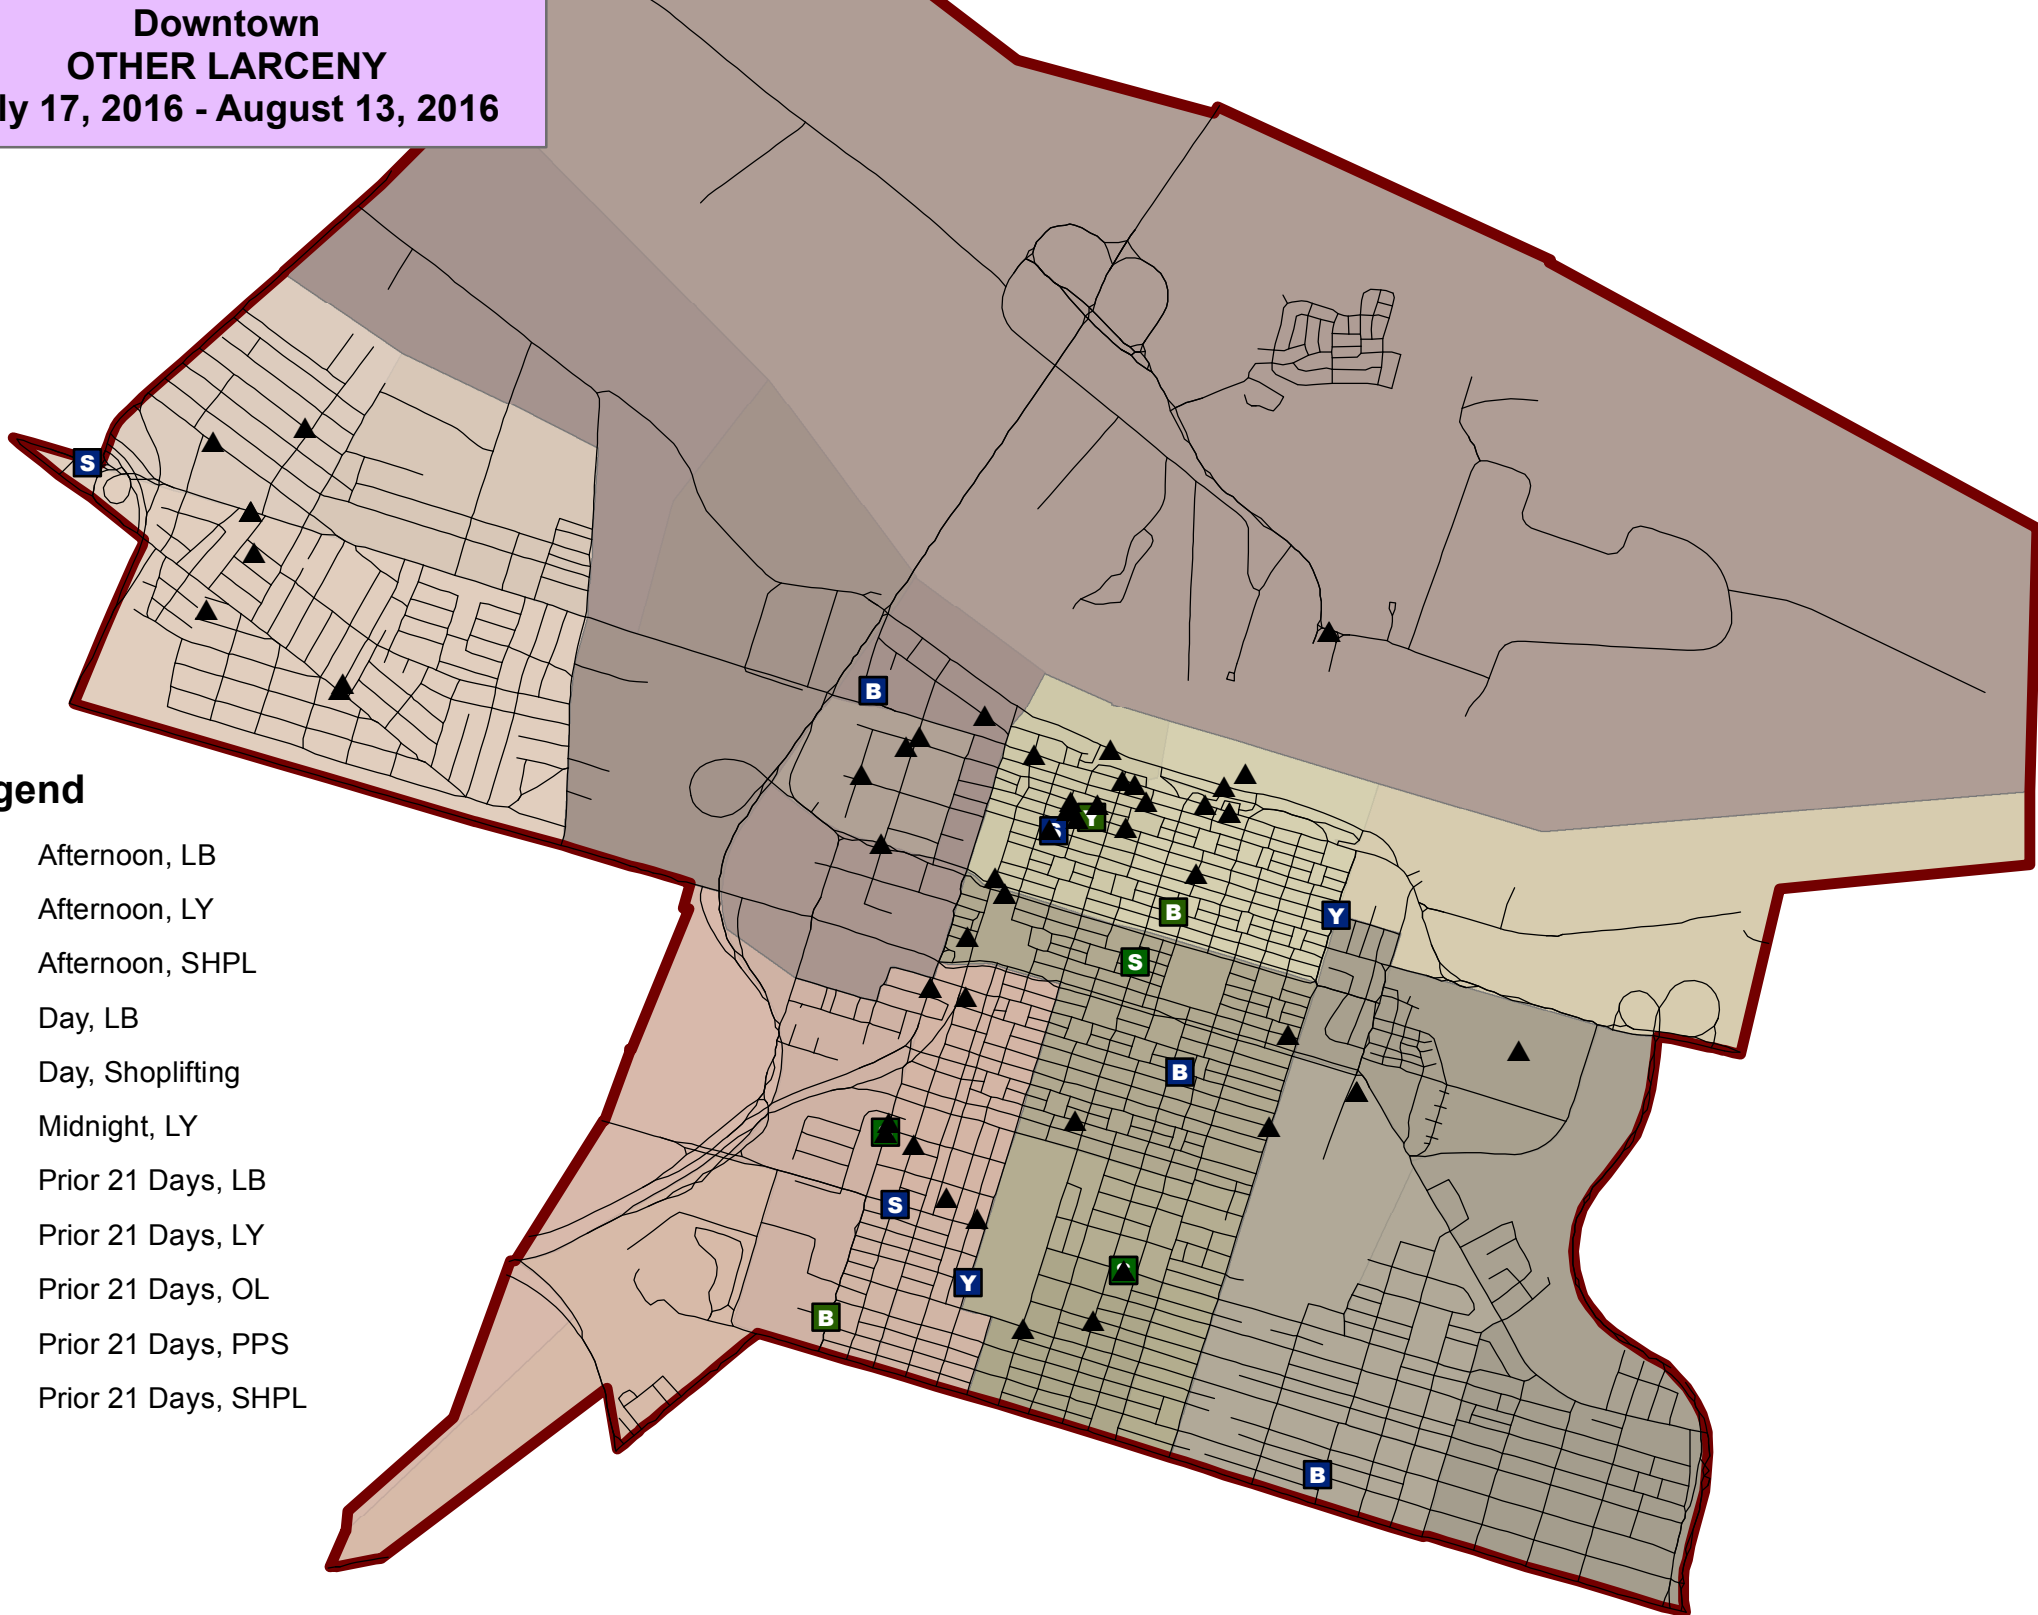 Downtown
OTHER LARCENY
ly 17, 2016 - August 13, 2016
S
B
Y
B
Y
S
B
S
Y
B
B
gend
Afternoon, LB
Afternoon, LY
Afternoon, SHPL
Day, LB
Day, Shoplifting
Midnight, LY
Prior 21 Days, LB
Prior 21 Days, LY
Prior 21 Days, OL
Prior 21 Days, PPS
Prior 21 Days, SHPL